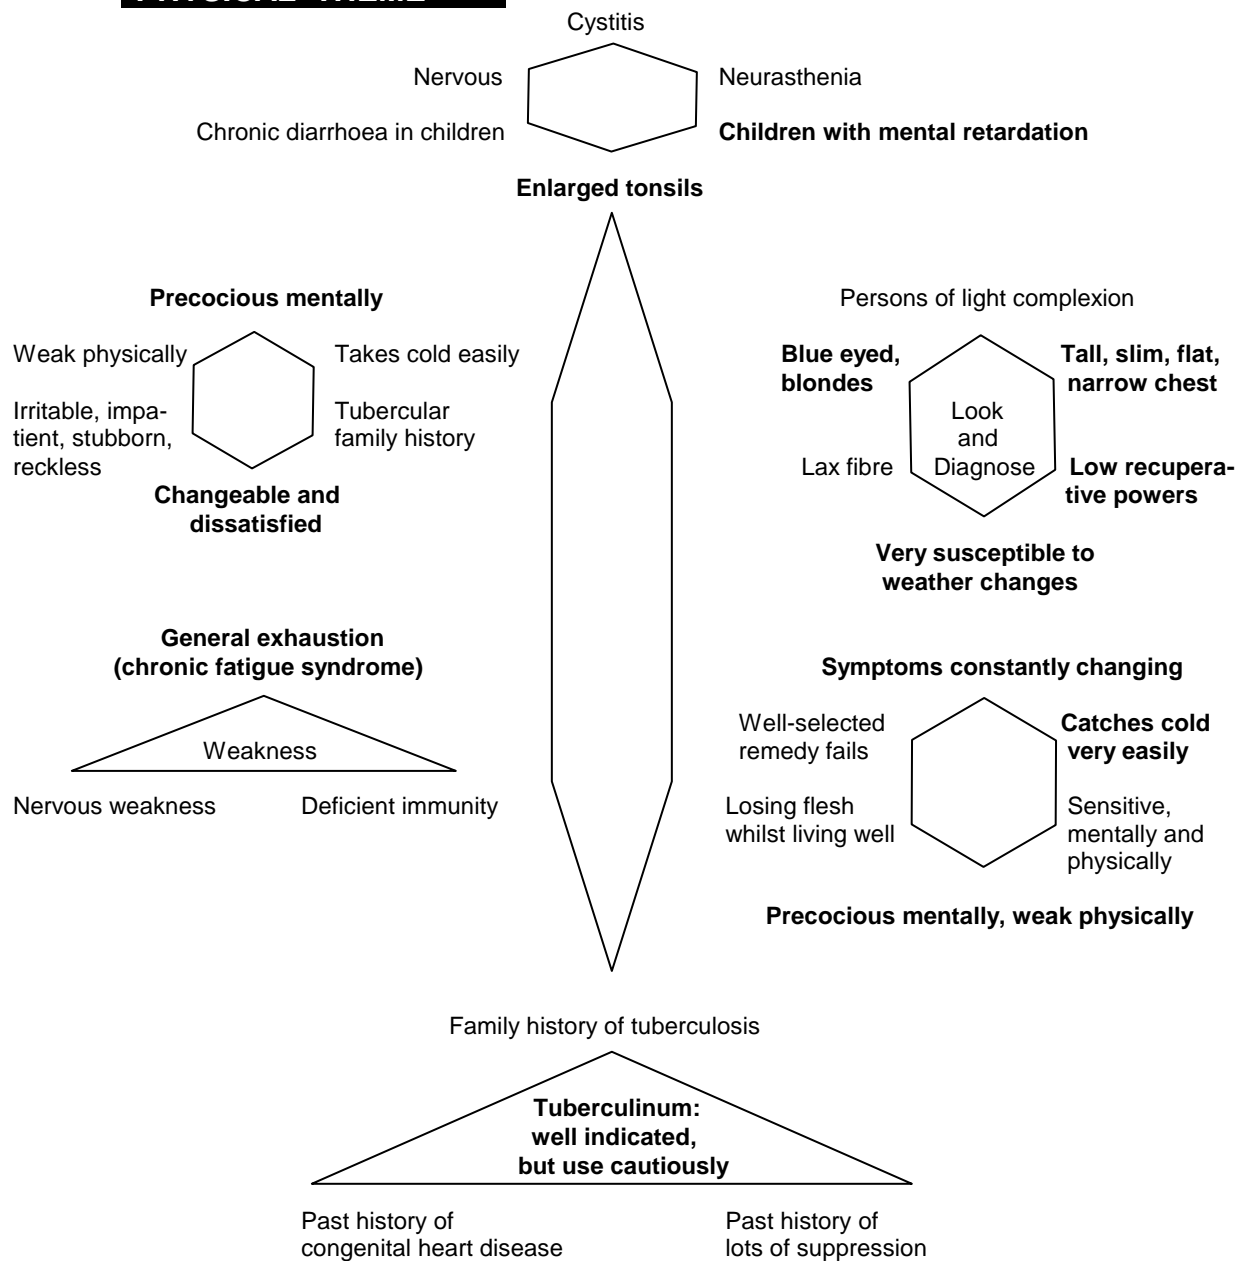 PHYSICAL THEME
Cystitis
Nervous
Neurasthenia
Chronic diarrhoea in children
Children with mental retardation
Enlarged tonsils
Precocious mentally
Weak physically
Takes cold easily
Irritable, impa-
tient, stubborn,
reckless
Tubercular
family history
Changeable and
dissatisfied
Persons of light complexion
Blue eyed,
blondes
Tall, slim, flat,
narrow chest
Look
and
Diagnose
Lax fibre
Low recupera-
tive powers
Very susceptible to
weather changes
General exhaustion
(chronic fatigue syndrome)
Weakness
Nervous weakness
Deficient immunity
Symptoms constantly changing
Well-selected
remedy fails
Catches cold
very easily
Losing flesh
whilst living well
Sensitive,
mentally and
physically
Precocious mentally, weak physically
Family history of tuberculosis
Tuberculinum:
well indicated,
but use cautiously
Past history of
congenital heart disease
Past history of
lots of suppression